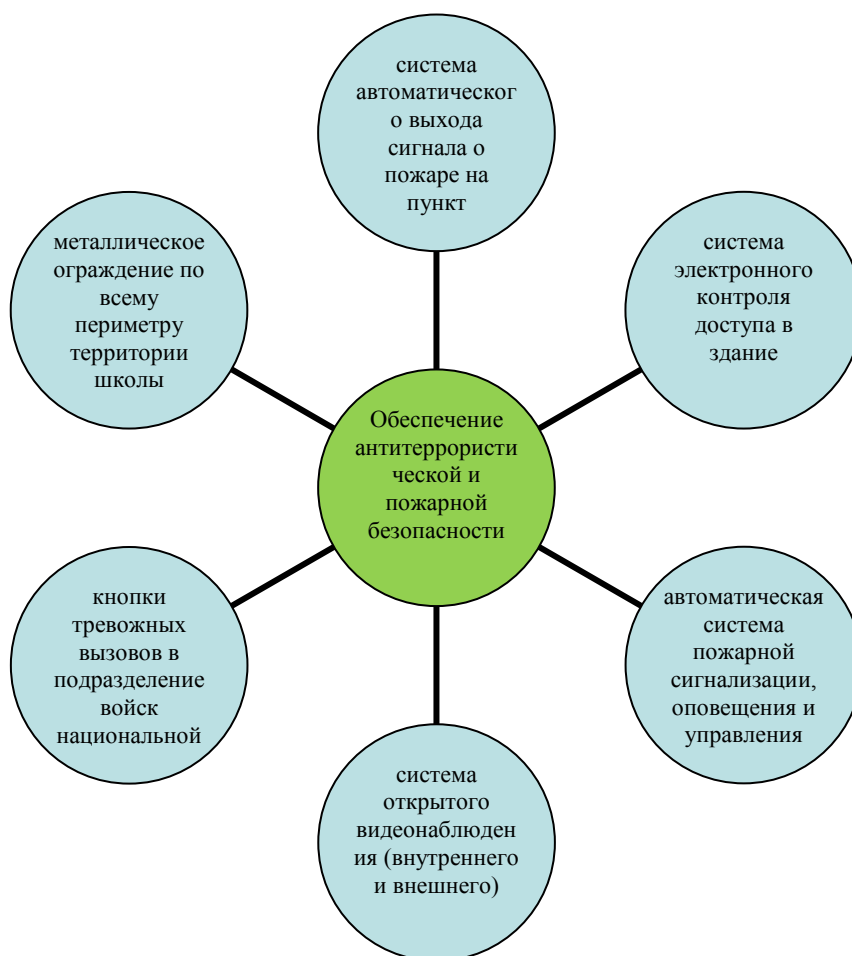 система
автоматическог
о выхода
сигнала о
пожаре на
пункт
металлическое
ограждение по
всему
периметру
территории
школы
система
электронного
контроля
доступа в
здание
Обеспечение
антитеррористи
ческой и
пожарной
безопасности
кнопки
тревожных
вызовов в
подразделение
войск
национальной
автоматическая
система
пожарной
сигнализации,
оповещения и
управления
система
открытого
видеонаблюден
ия (внутреннего
и внешнего)